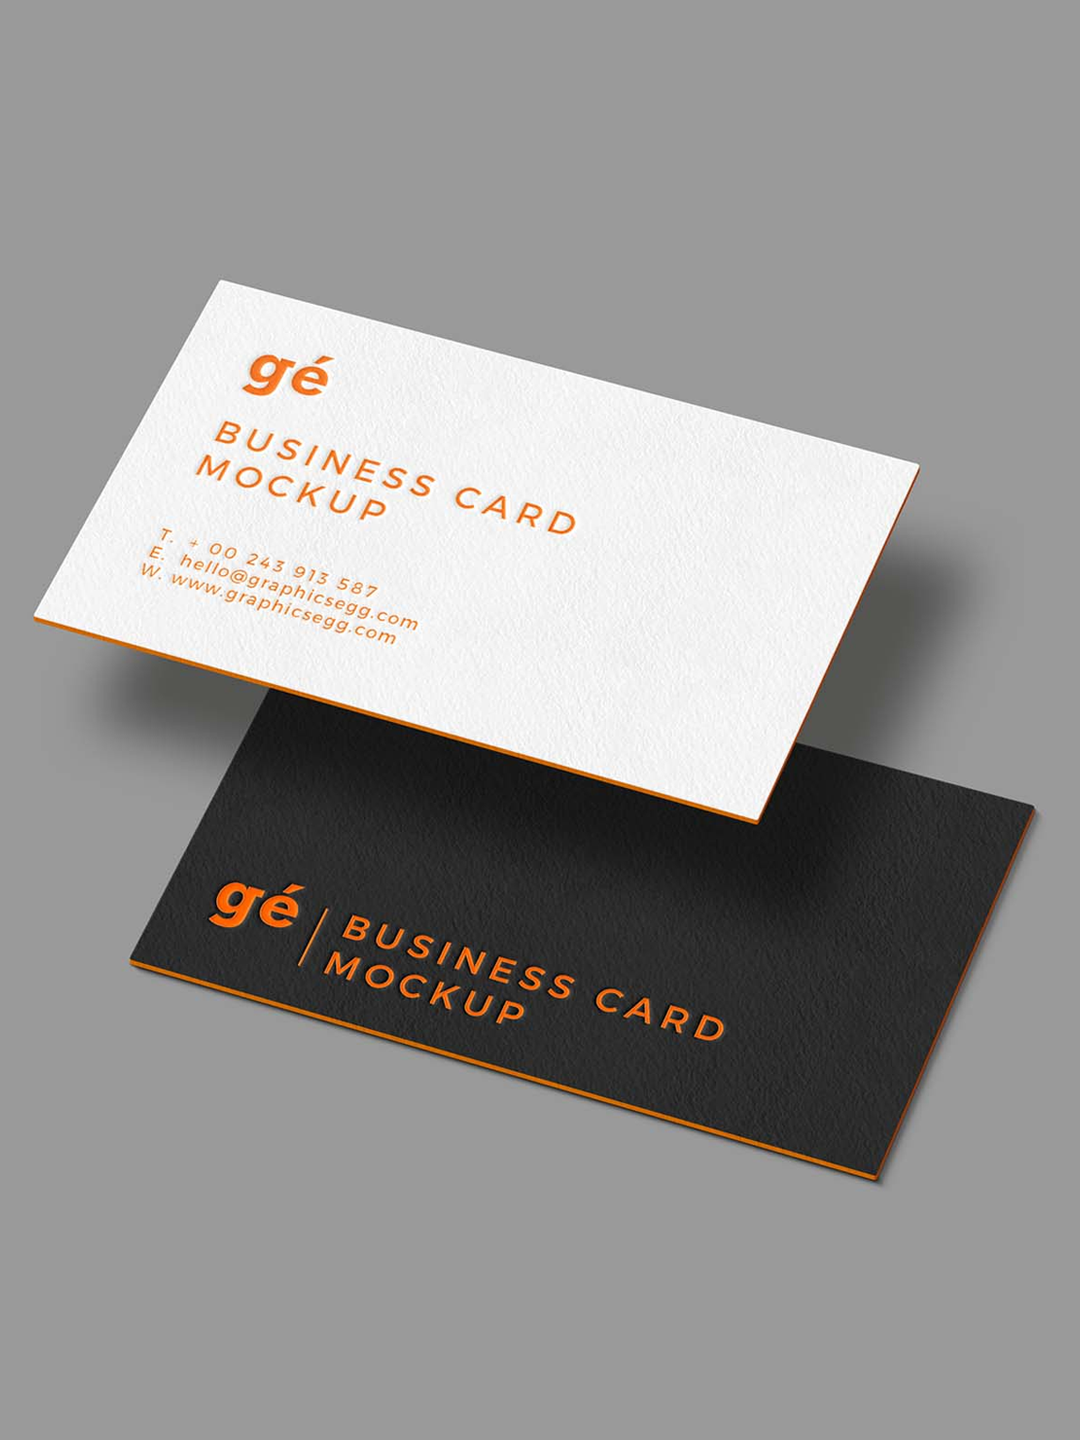 gé
BUSINESS CARD
MOCKUP
T. + 00 243 913 587
E. hello@graphicsegg.com
W. www.graphicsegg.com
gé
BUSINESS CARD
MOCKUP